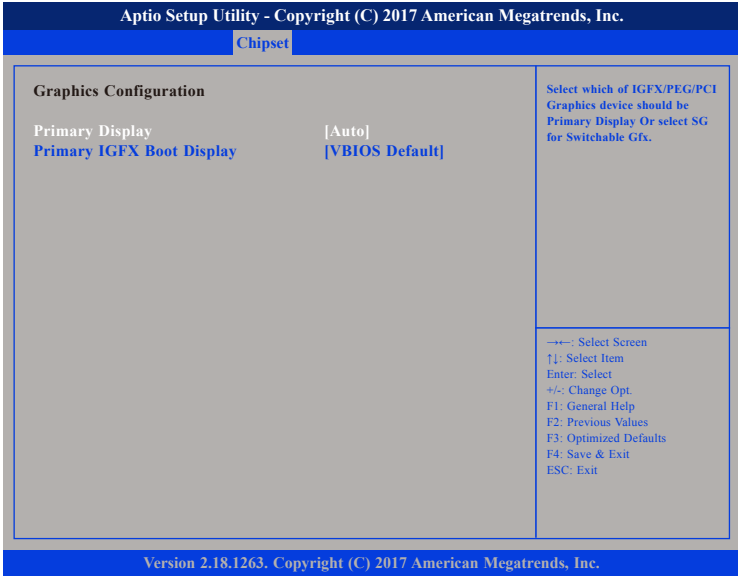 Aptio Setup Utility - Copyright (C) 2017 American Megatrends, Inc.
Chipset
Graphics Configuration
Primary Display [Auto]
Primary IGFX Boot Display [VBIOS Default]
Select which of IGFX/PEG/PCI
Graphics device should be
Primary Display Or select SG
for Switchable Gfx.
→←: Select Screen
↑↓: Select Item
Enter: Select
+/-: Change Opt.
F1: General Help
F2: Previous Values
F3: Optimized Defaults
F4: Save & Exit
ESC: Exit
Version 2.18.1263. Copyright (C) 2017 American Megatrends, Inc.